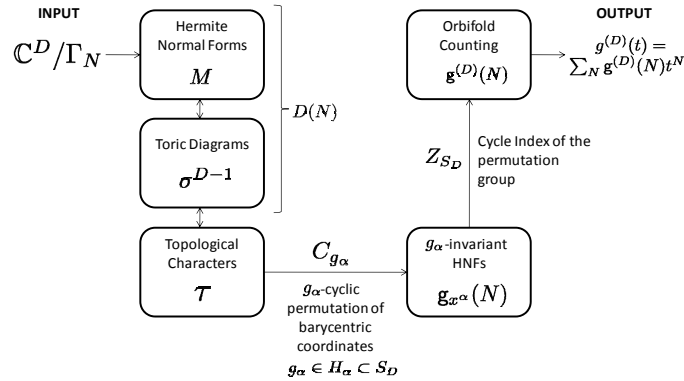 INPUT
ℂ^D/Γ_N
Hermite
Normal Forms
M
D(N)
Toric Diagrams
σ^{D−1}
Topological
Characters
τ
C_{g_α}
g_α-cyclic
permutation of
barycentric
coordinates
g_α ∈ H_α ⊂ S_D
g_α-invariant
HNFs
g_{x^α}(N)
Z_{S_D}
Cycle Index of the
permutation
group
Orbifold
Counting
g^{(D)}(N)
OUTPUT
g^{(D)}(t) =
∑_N g^{(D)}(N)t^N